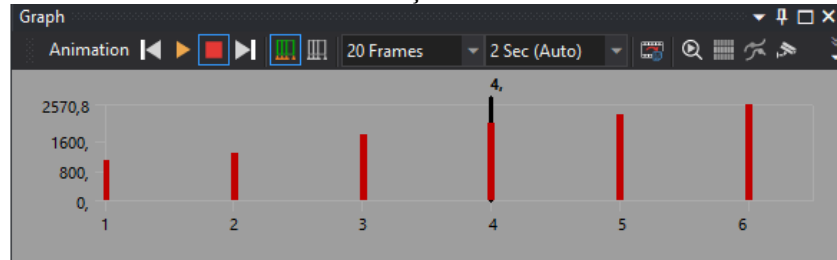 Graph
Animation 20 Frames 2 Sec (Auto)
4,
2570,8
1600,
800,
0,
1 2 3 4 5 6